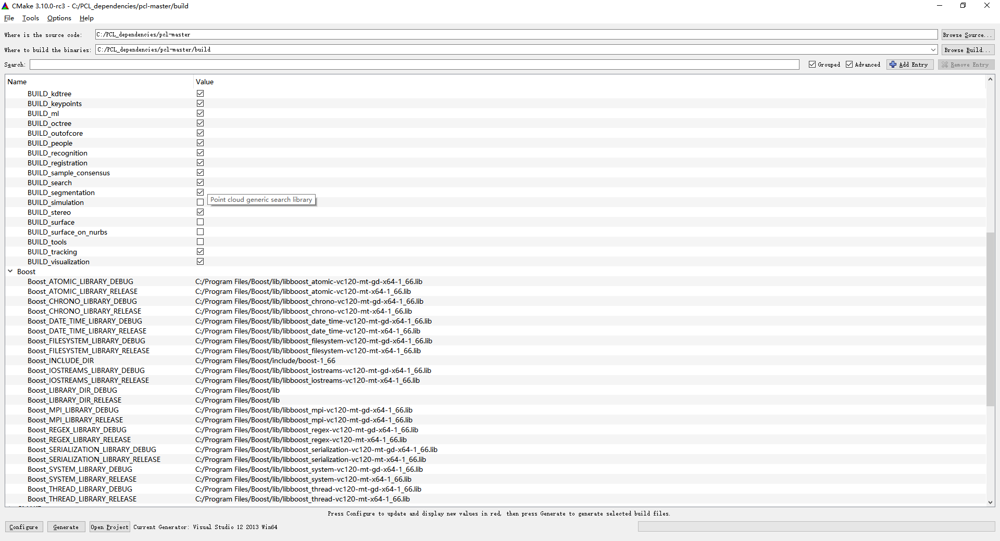 CMake 3.10.0-rc3 - C:/PCL_dependencies/pcl-master/build
File Tools Options Help
Where is the source code: C:/PCL_dependencies/pcl-master Browse Source...
Where to build the binaries: C:/PCL_dependencies/pcl-master/build Browse Build...
Search: Grouped Advanced Add Entry Remove Entry
Name Value
BUILD_kdtree
BUILD_keypoints
BUILD_ml
BUILD_octree
BUILD_outofcore
BUILD_people
BUILD_recognition
BUILD_registration
BUILD_sample_consensus
BUILD_search
BUILD_segmentation
Point cloud generic search library
BUILD_simulation
BUILD_stereo
BUILD_surface
BUILD_surface_on_nurbs
BUILD_tools
BUILD_tracking
BUILD_visualization
Boost
Boost_ATOMIC_LIBRARY_DEBUG C:/Program Files/Boost/lib/libboost_atomic-vc120-mt-gd-x64-1_66.lib
Boost_ATOMIC_LIBRARY_RELEASE C:/Program Files/Boost/lib/libboost_atomic-vc120-mt-x64-1_66.lib
Boost_CHRONO_LIBRARY_DEBUG C:/Program Files/Boost/lib/libboost_chrono-vc120-mt-gd-x64-1_66.lib
Boost_CHRONO_LIBRARY_RELEASE C:/Program Files/Boost/lib/libboost_chrono-vc120-mt-x64-1_66.lib
Boost_DATE_TIME_LIBRARY_DEBUG C:/Program Files/Boost/lib/libboost_date_time-vc120-mt-gd-x64-1_66.lib
Boost_DATE_TIME_LIBRARY_RELEASE C:/Program Files/Boost/lib/libboost_date_time-vc120-mt-x64-1_66.lib
Boost_FILESYSTEM_LIBRARY_DEBUG C:/Program Files/Boost/lib/libboost_filesystem-vc120-mt-gd-x64-1_66.lib
Boost_FILESYSTEM_LIBRARY_RELEASE C:/Program Files/Boost/lib/libboost_filesystem-vc120-mt-x64-1_66.lib
Boost_INCLUDE_DIR C:/Program Files/Boost/include/boost-1_66
Boost_IOSTREAMS_LIBRARY_DEBUG C:/Program Files/Boost/lib/libboost_iostreams-vc120-mt-gd-x64-1_66.lib
Boost_IOSTREAMS_LIBRARY_RELEASE C:/Program Files/Boost/lib/libboost_iostreams-vc120-mt-x64-1_66.lib
Boost_LIBRARY_DIR_DEBUG C:/Program Files/Boost/lib
Boost_LIBRARY_DIR_RELEASE C:/Program Files/Boost/lib
Boost_MPI_LIBRARY_DEBUG C:/Program Files/Boost/lib/libboost_mpi-vc120-mt-gd-x64-1_66.lib
Boost_MPI_LIBRARY_RELEASE C:/Program Files/Boost/lib/libboost_mpi-vc120-mt-gd-x64-1_66.lib
Boost_REGEX_LIBRARY_DEBUG C:/Program Files/Boost/lib/libboost_regex-vc120-mt-gd-x64-1_66.lib
Boost_REGEX_LIBRARY_RELEASE C:/Program Files/Boost/lib/libboost_regex-vc120-mt-x64-1_66.lib
Boost_SERIALIZATION_LIBRARY_DEBUG C:/Program Files/Boost/lib/libboost_serialization-vc120-mt-gd-x64-1_66.lib
Boost_SERIALIZATION_LIBRARY_RELEASE C:/Program Files/Boost/lib/libboost_serialization-vc120-mt-x64-1_66.lib
Boost_SYSTEM_LIBRARY_DEBUG C:/Program Files/Boost/lib/libboost_system-vc120-mt-gd-x64-1_66.lib
Boost_SYSTEM_LIBRARY_RELEASE C:/Program Files/Boost/lib/libboost_system-vc120-mt-x64-1_66.lib
Boost_THREAD_LIBRARY_DEBUG C:/Program Files/Boost/lib/libboost_thread-vc120-mt-gd-x64-1_66.lib
Boost_THREAD_LIBRARY_RELEASE C:/Program Files/Boost/lib/libboost_thread-vc120-mt-x64-1_66.lib
Press Configure to update and display new values in red, then press Generate to generate selected build files.
Configure Generate Open Project Current Generator: Visual Studio 12 2013 Win64